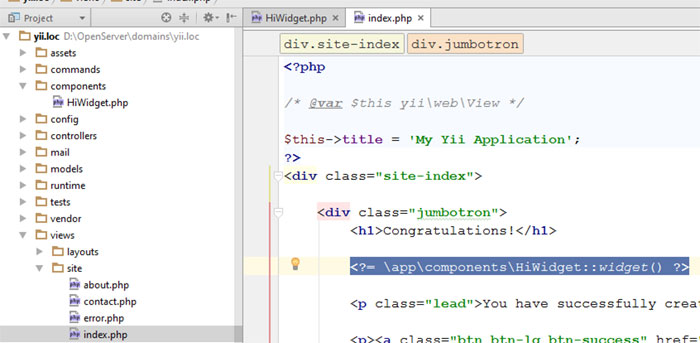 Project
yii.loc D:\OpenServer\domains\yii.loc
assets
commands
components
HiWidget.php
config
controllers
mail
models
runtime
tests
vendor
views
layouts
site
about.php
contact.php
error.php
index.php
HiWidget.php × index.php ×
div.site-index div.jumbotron
<?php
/* @var $this yii\web\View */
$this->title = 'My Yii Application';
?>
<div class="site-index">
<div class="jumbotron">
<h1>Congratulations!</h1>
<?= \app\components\HiWidget::widget() ?>
<p class="lead">You have successfully crea
<p><a class="btn btn-lg btn-success" href=